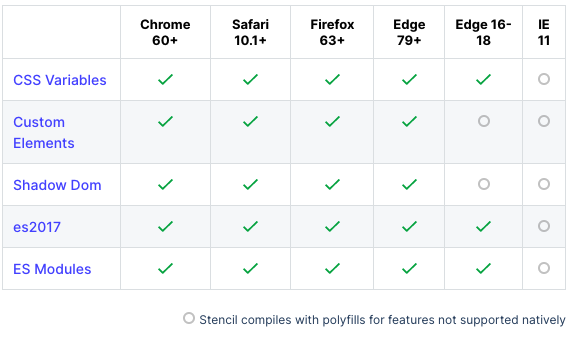 Chrome 60+ Safari 10.1+ Firefox 63+ Edge 79+ Edge 16-18 IE 11
CSS Variables
Custom Elements
Shadow Dom
es2017
ES Modules
Stencil compiles with polyfills for features not supported natively